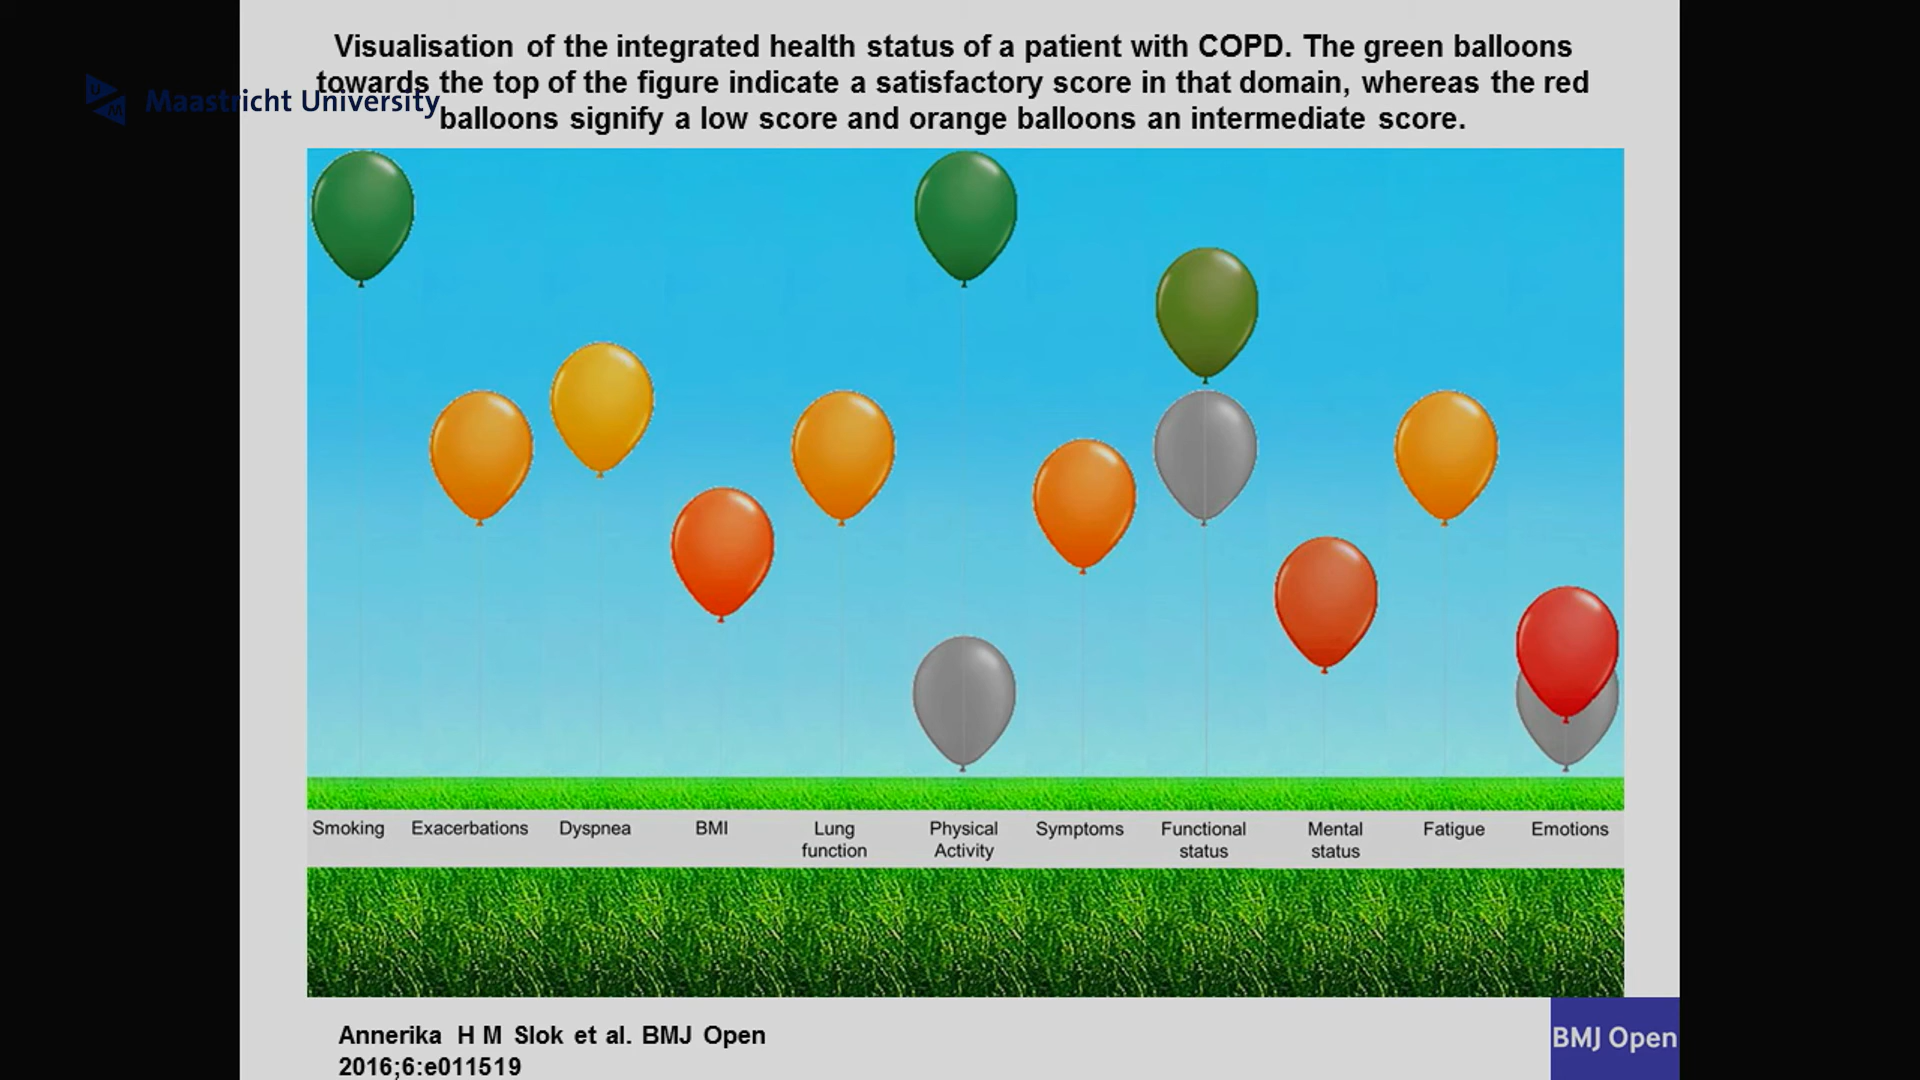 Visualisation of the integrated health status of a patient with COPD. The green balloons
towards the top of the figure indicate a satisfactory score in that domain, whereas the red
balloons signify a low score and orange balloons an intermediate score.
UM
Maastricht University
Smoking Exacerbations Dyspnea BMI Lung function Physical Activity Symptoms Functional status Mental status Fatigue Emotions
Annerika H M Slok et al. BMJ Open
2016;6:e011519
BMJ Open